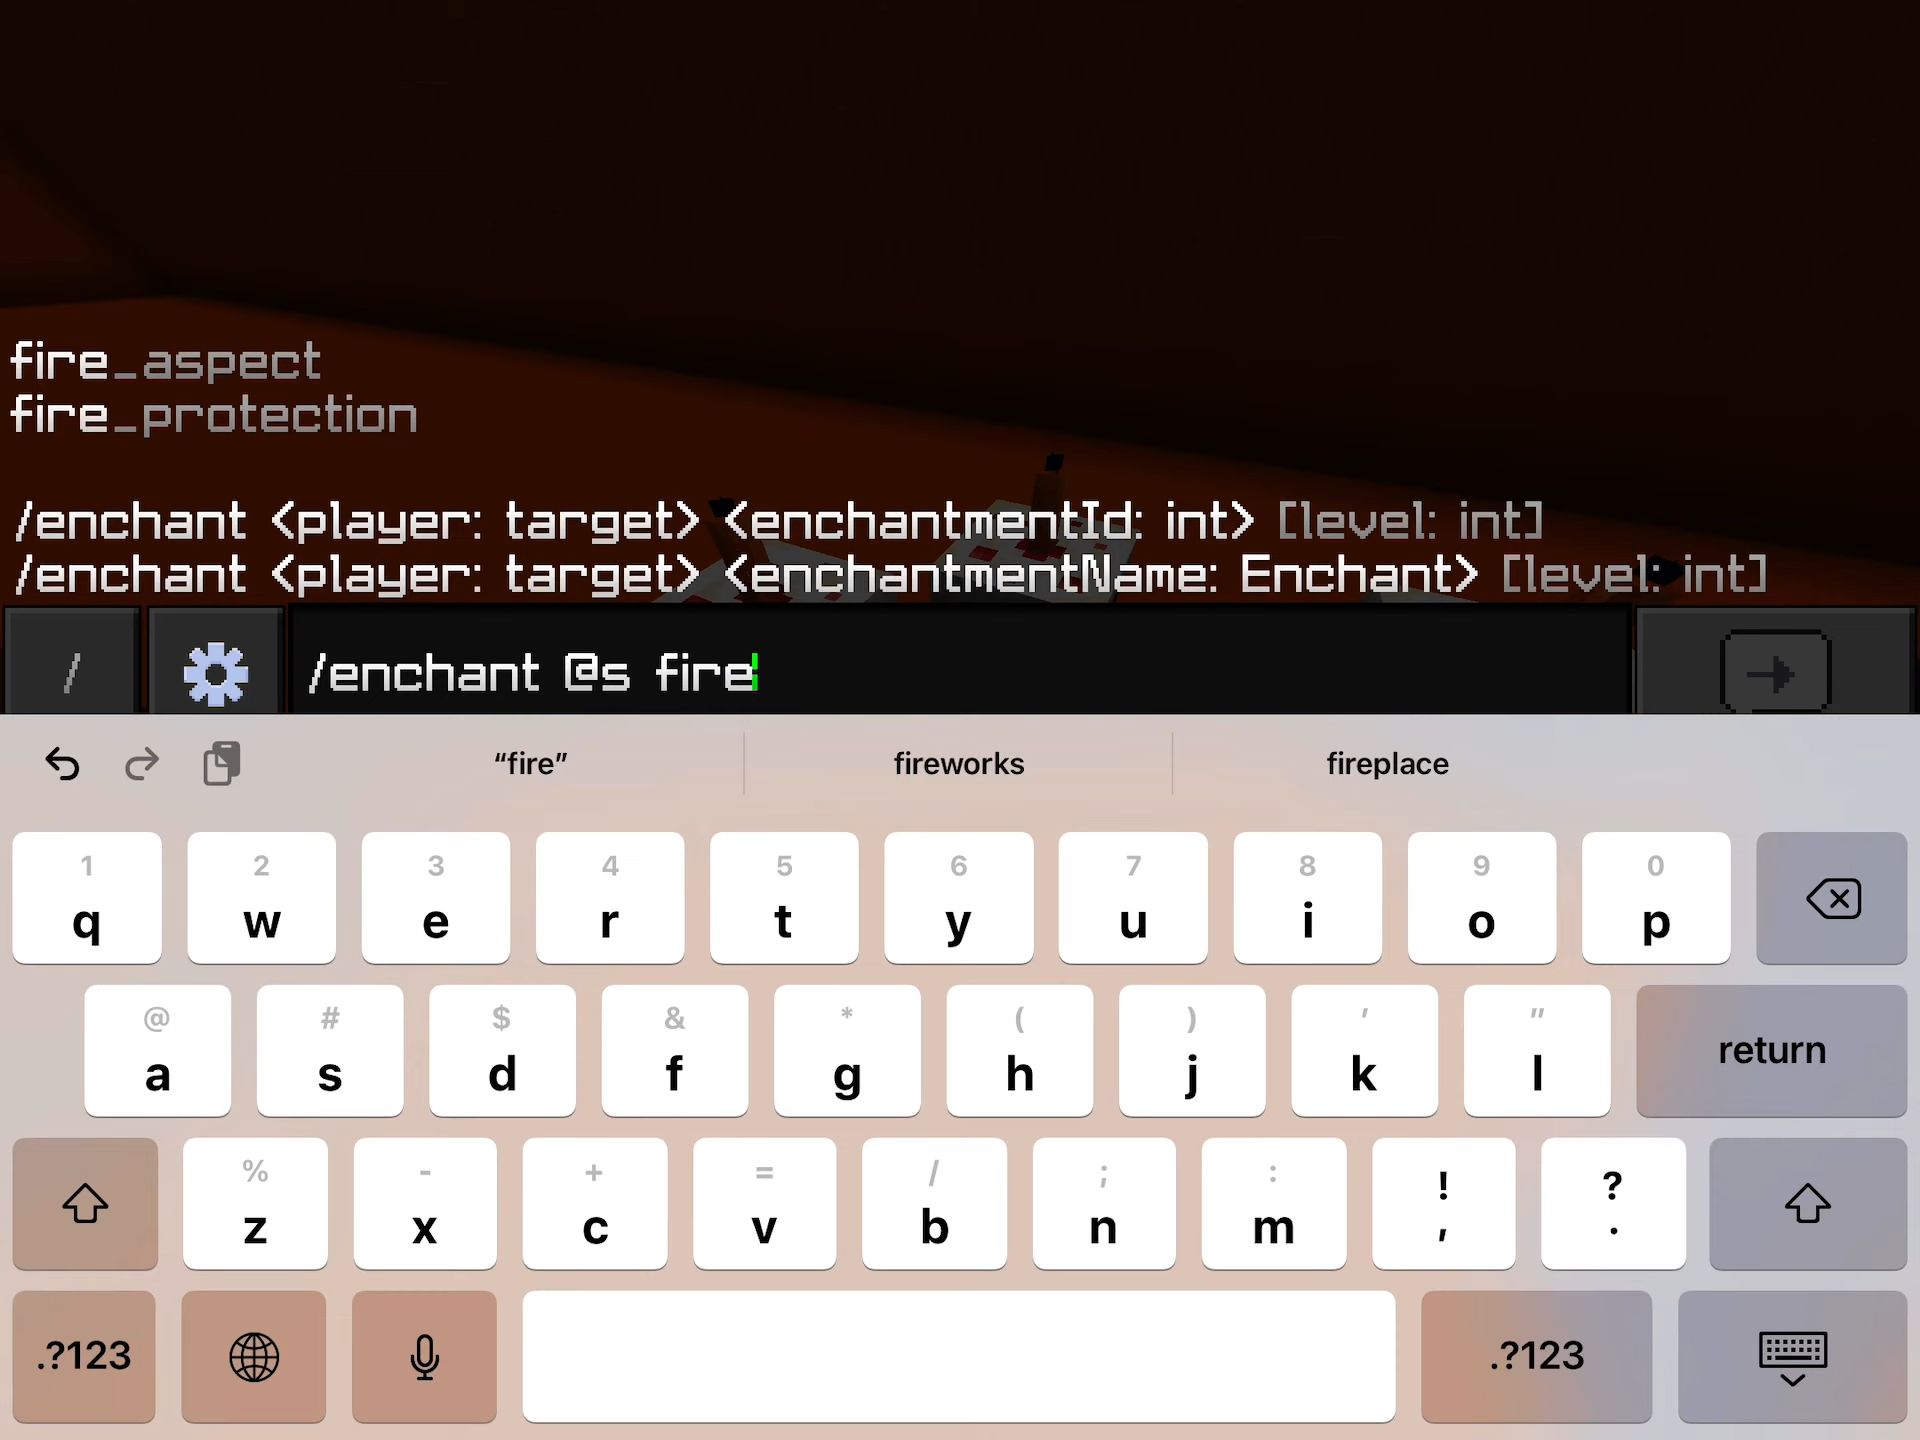 fire_aspect
fire_protection
/enchant <player: target> <enchantmentId: int> [level: int]
/enchant <player: target> <enchantmentName: Enchant> [level: int]
/ /enchant @s fire
“fire” fireworks fireplace
1 2 3 4 5 6 7 8 9 0
q w e r t y u i o p
@ # $ & * ( ) ' "
a s d f g h j k l return
% - + = / ; : ! ?
z x c v b n m , .
.?123 .?123